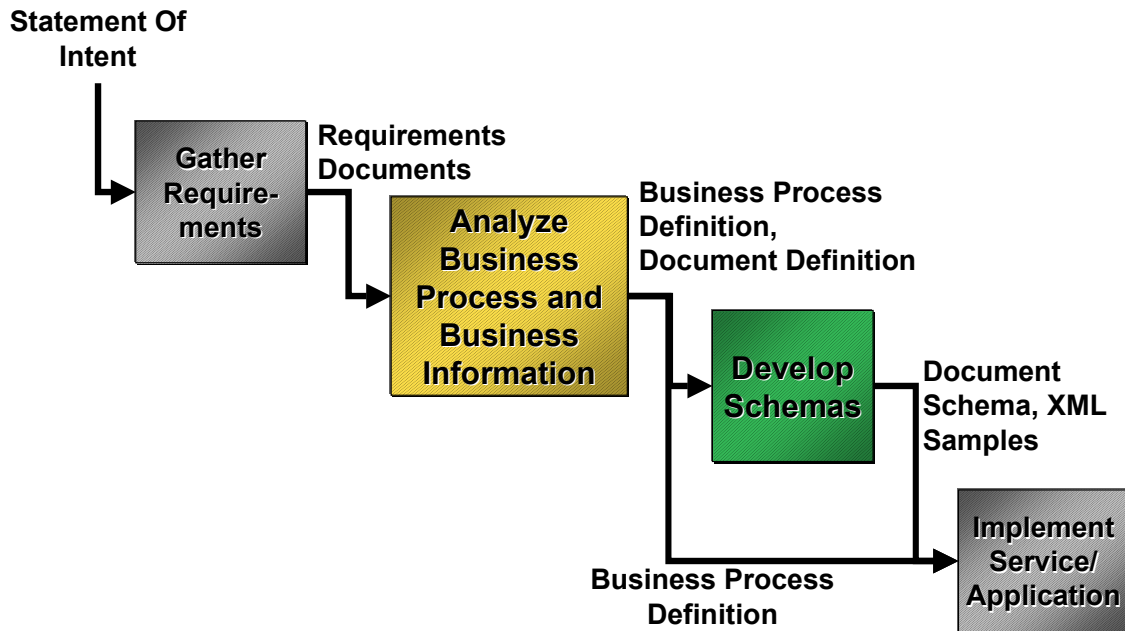 Statement Of
Intent
Gather
Require-
ments
Requirements
Documents
Analyze
Business
Process and
Business
Information
Business Process
Definition,
Document Definition
Develop
Schemas
Document
Schema, XML
Samples
Implement
Service/
Application
Business Process
Definition